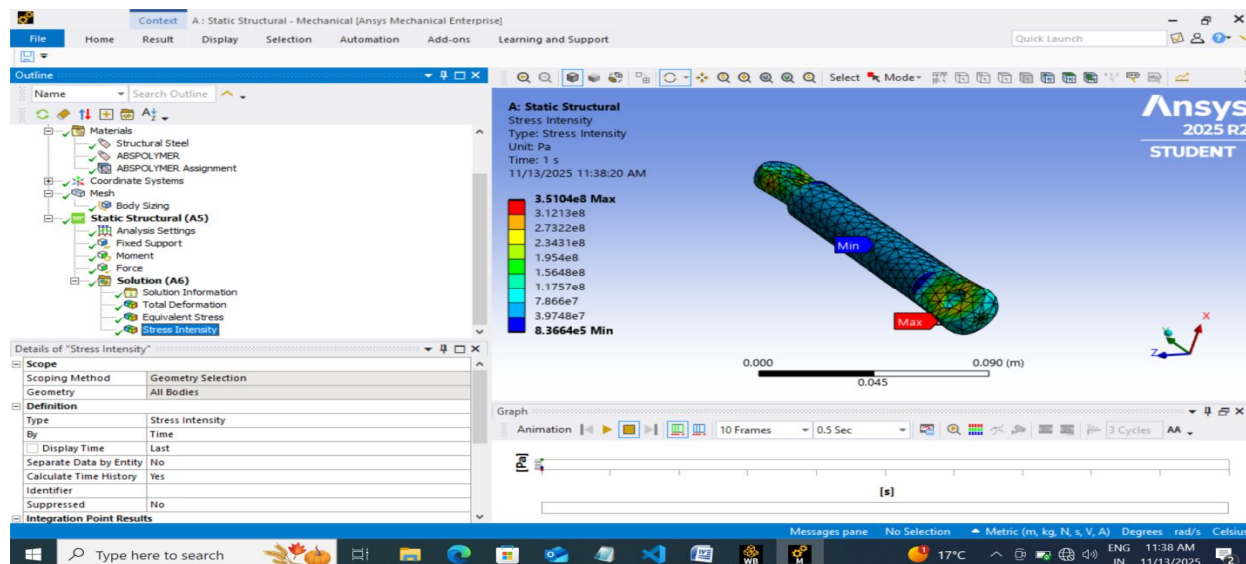 Context A : Static Structural - Mechanical [Ansys Mechanical Enterprise]
File Home Result Display Selection Automation Add-ons Learning and Support Quick Launch
Outline
Name Search Outline
Materials
Structural Steel
ABSPOLYMER
ABSPOLYMER Assignment
Coordinate Systems
Mesh
Body Sizing
Static Structural (A5)
Analysis Settings
Fixed Support
Moment
Force
Solution (A6)
Solution Information
Total Deformation
Equivalent Stress
Stress Intensity
Details of "Stress Intensity"
Scope
Scoping Method Geometry Selection
Geometry All Bodies
Definition
Type Stress Intensity
By Time
Display Time Last
Separate Data by Entity No
Calculate Time History Yes
Identifier
Suppressed No
Integration Point Results
Select Mode
A: Static Structural
Stress Intensity
Type: Stress Intensity
Unit: Pa
Time: 1 s
11/13/2025 11:38:20 AM
3.5104e8 Max
3.1213e8
2.7322e8
2.3431e8
1.954e8
1.5648e8
1.1757e8
7.866e7
3.9748e7
8.3664e5 Min
Ansys
2025 R2
STUDENT
Min
Max
X
Z
0.000 0.090 (m)
0.045
Graph
Animation 10 Frames 0.5 Sec 3 Cycles AA
[Pa]
[s]
Messages pane No Selection Metric (m, kg, N, s, V, A) Degrees rad/s Celsius
Type here to search
WB
M
17°C
ENG 11:38 AM
IN 11/13/2025
2